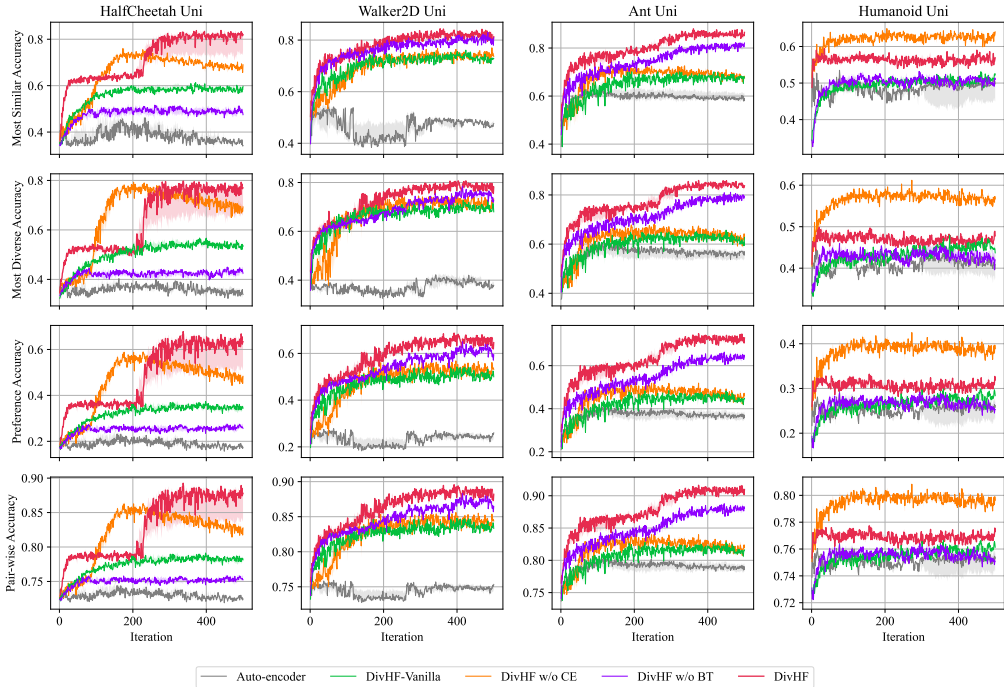 HalfCheetah Uni Walker2D Uni Ant Uni Humanoid Uni
Most Similar Accuracy
0.4 0.6 0.8
0.4 0.5 0.6 0.7 0.8
0.4 0.6 0.8
0.4 0.5 0.6
Most Diverse Accuracy
0.4 0.6 0.8
0.4 0.6 0.8
0.4 0.6 0.8
0.4 0.5 0.6
Preference Accuracy
0.2 0.4 0.6
0.2 0.4 0.6
0.2 0.4 0.6 0.8
0.2 0.3 0.4
Pair-wise Accuracy
0.75 0.80 0.85 0.90
0.75 0.80 0.85 0.90
0.75 0.80 0.85 0.90
0.72 0.74 0.76 0.78 0.80
0 200 400 0 200 400 0 200 400 0 200 400
Iteration Iteration Iteration Iteration
Auto-encoder DivHF-Vanilla DivHF w/o CE DivHF w/o BT DivHF